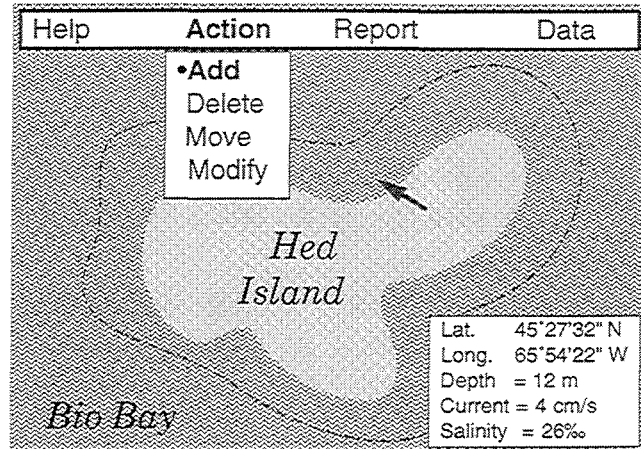 Help Action Report Data
•Add
Delete
Move
Modify
Hed
Island
Lat. 45°27'32" N
Long. 65°54'22" W
Depth = 12 m
Current = 4 cm/s
Salinity = 26‰
Bio Bay